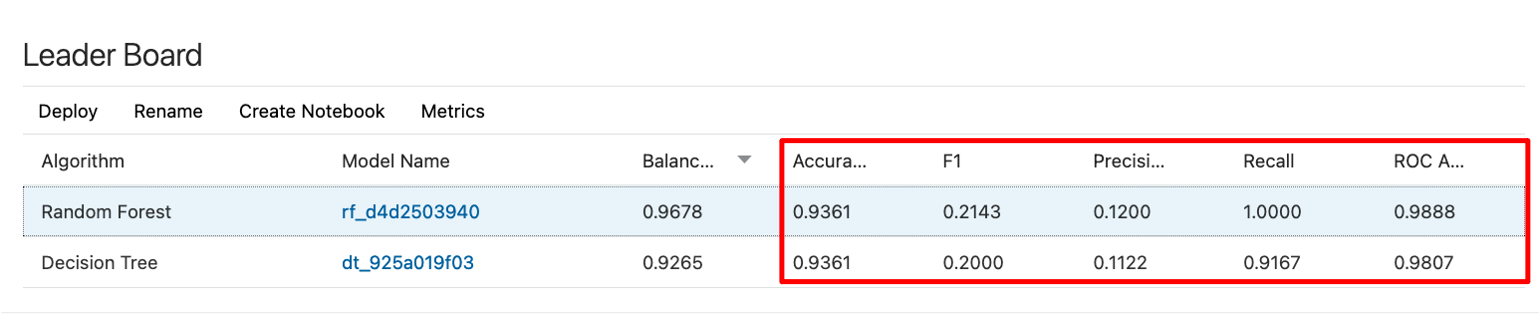 Leader Board
Deploy Rename Create Notebook Metrics
Algorithm Model Name Balanc... Accura... F1 Precisi... Recall ROC A...
Random Forest rf_d4d2503940 0.9678 0.9361 0.2143 0.1200 1.0000 0.9888
Decision Tree dt_925a019f03 0.9265 0.9361 0.2000 0.1122 0.9167 0.9807